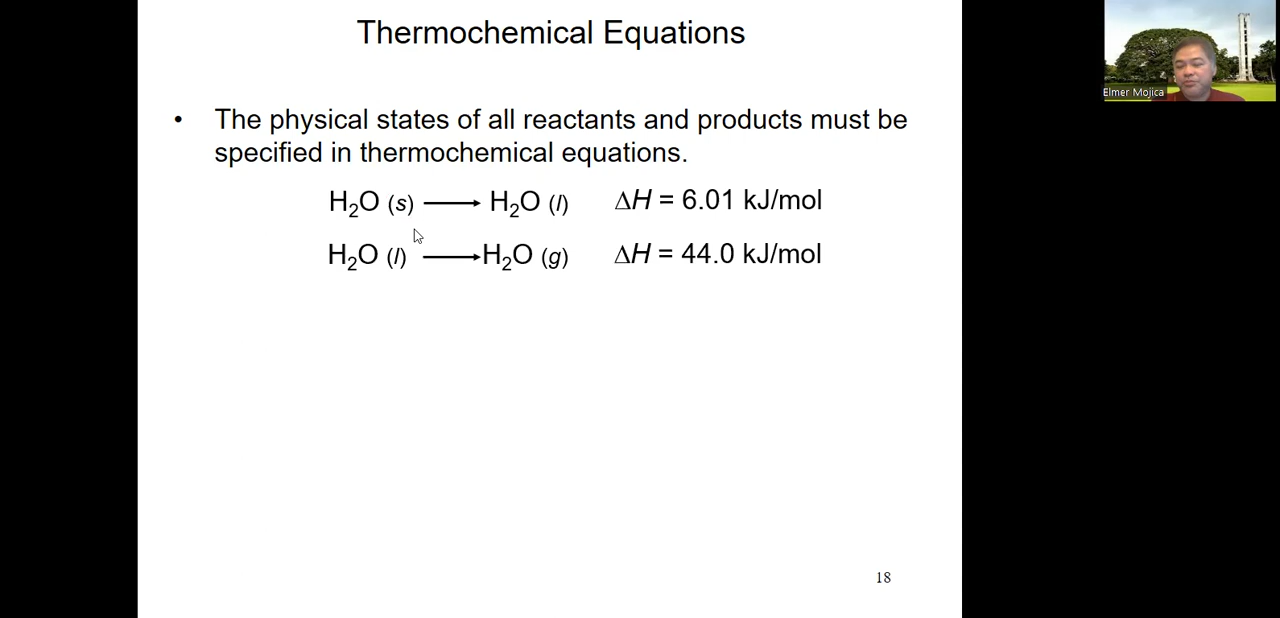 Thermochemical Equations
Elmer Mojica
• The physical states of all reactants and products must be
specified in thermochemical equations.
H₂O (s) ⟶ H₂O (l) ΔH = 6.01 kJ/mol
H₂O (l) ⟶ H₂O (g) ΔH = 44.0 kJ/mol
18